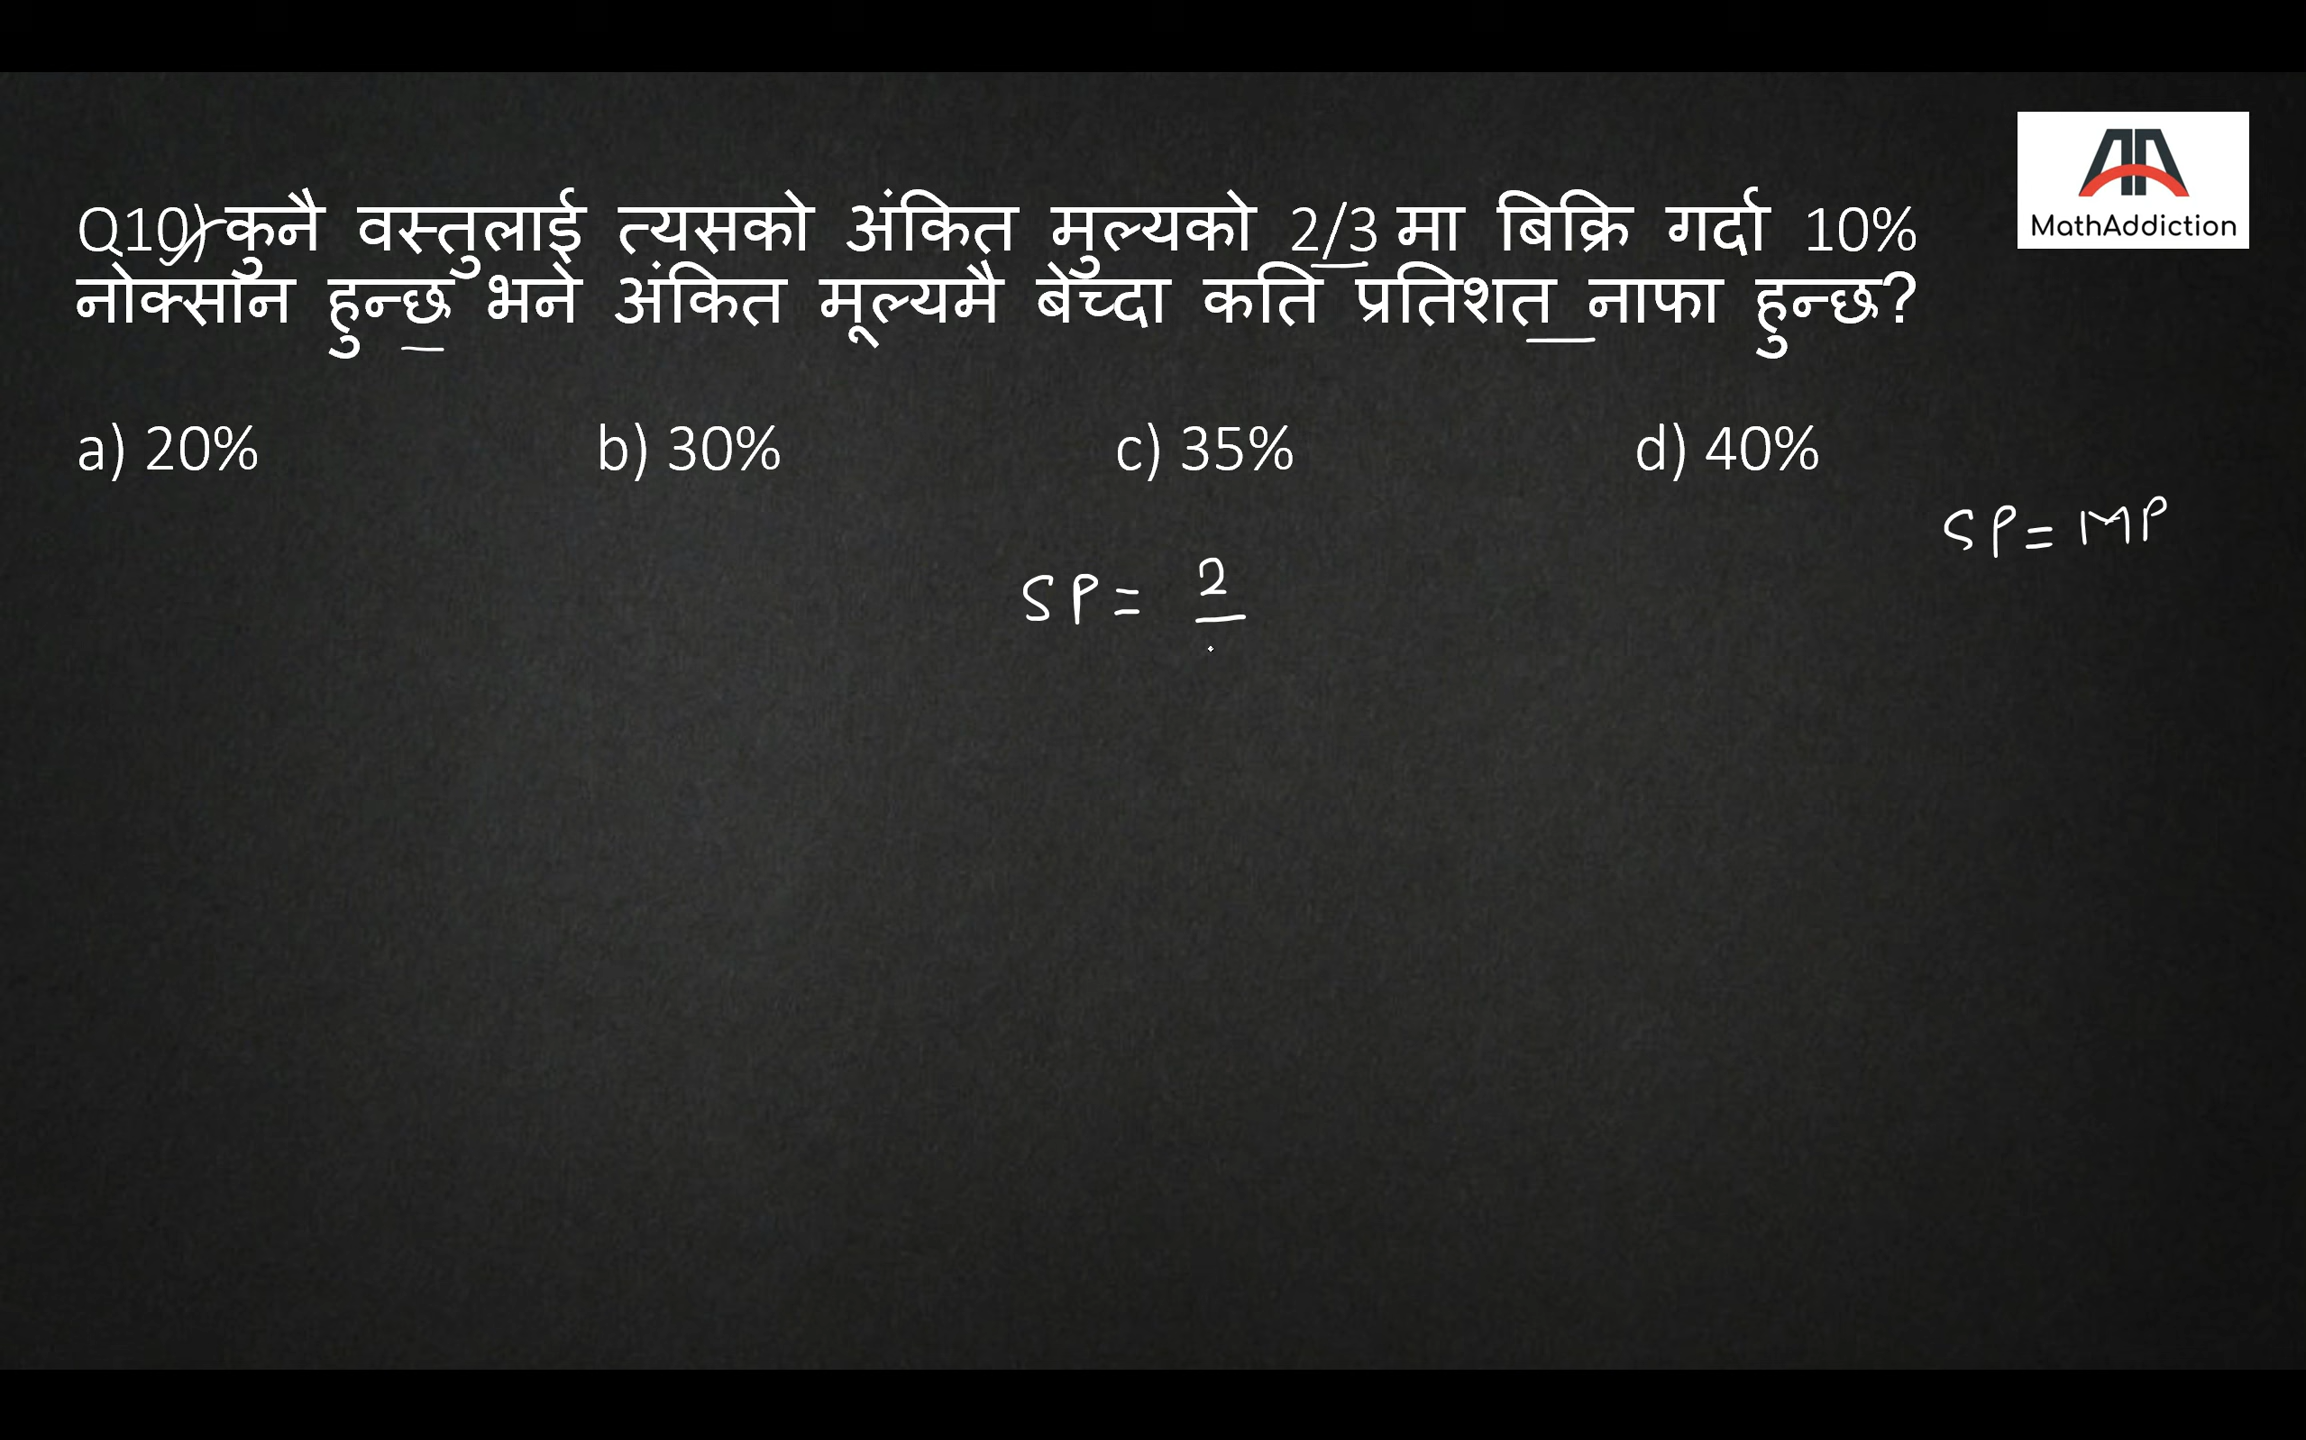 MathAddiction
Q10) कुनै वस्तुलाई त्यसको अंकित मुल्यको 2/3 मा बिक्रि गर्दा 10%
नोक्सान हुन्छ भने अंकित मूल्यमै बेच्दा कति प्रतिशत नाफा हुन्छ?
a) 20% b) 30% c) 35% d) 40%
SP = MP
SP = 2